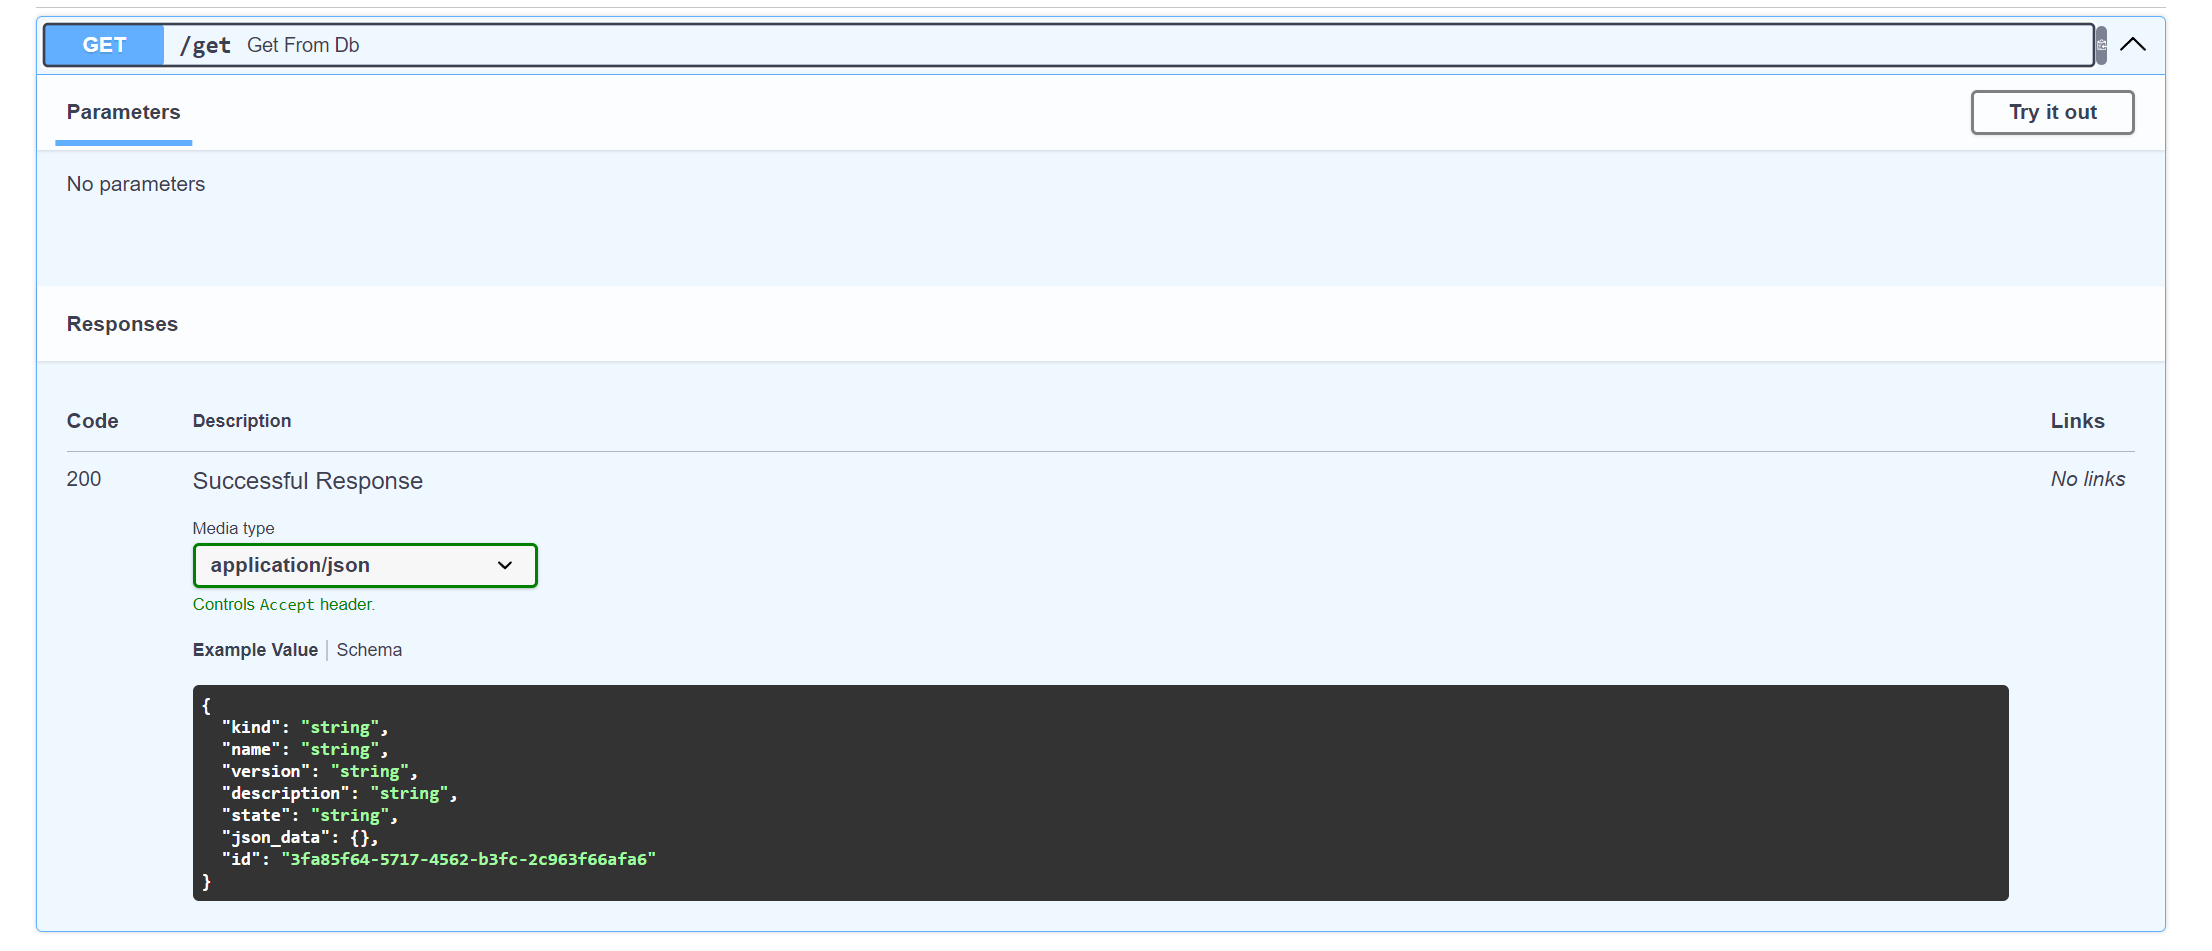 GET /get Get From Db
Parameters
Try it out
No parameters
Responses
Code Description Links
200 Successful Response No links
Media type
application/json
Controls Accept header.
Example Value | Schema
{
  "kind": "string",
  "name": "string",
  "version": "string",
  "description": "string",
  "state": "string",
  "json_data": {},
  "id": "3fa85f64-5717-4562-b3fc-2c963f66afa6"
}